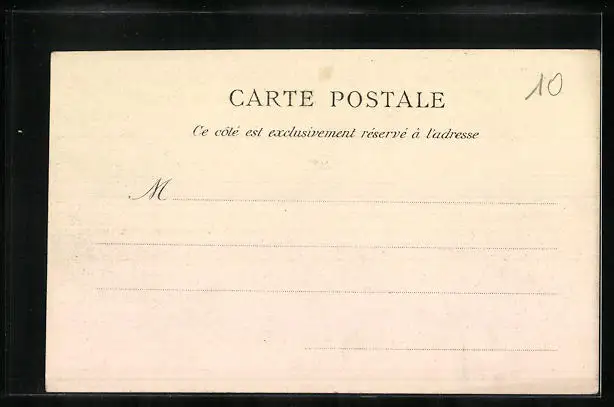 10
CARTE POSTALE
Ce côté est exclusivement réservé à l'adresse
M